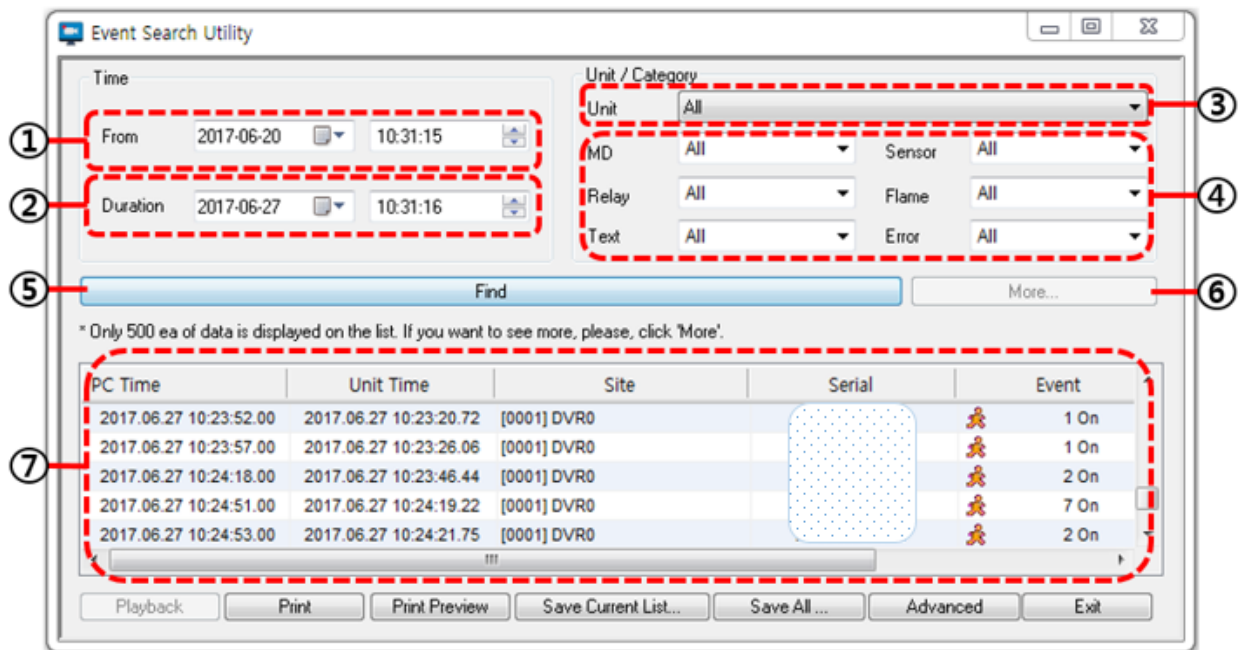 Event Search Utility
Time
Unit / Category
③
Unit All
① From 2017-06-20 10:31:15
MD All Sensor All
② Duration 2017-06-27 10:31:16
Relay All Flame All ④
Text All Error All
⑤ Find More... ⑥
* Only 500 ea of data is displayed on the list. If you want to see more, please, click 'More'.
PC Time Unit Time Site Serial Event
2017.06.27 10:23:52.00 2017.06.27 10:23:20.72 [0001] DVR0 1 On
2017.06.27 10:23:57.00 2017.06.27 10:23:26.06 [0001] DVR0 1 On
⑦ 2017.06.27 10:24:18.00 2017.06.27 10:23:46.44 [0001] DVR0 2 On
2017.06.27 10:24:51.00 2017.06.27 10:24:19.22 [0001] DVR0 7 On
2017.06.27 10:24:53.00 2017.06.27 10:24:21.75 [0001] DVR0 2 On
Playback Print Print Preview Save Current List... Save All ... Advanced Exit